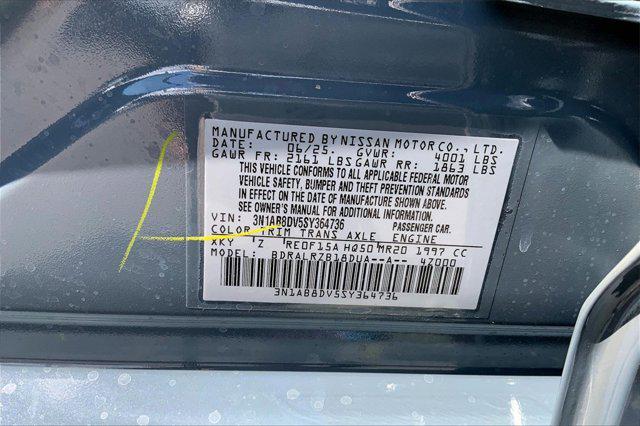 MANUFACTURED BY NISSAN MOTOR CO., LTD.
DATE: 06/25 GVWR: 4001 LBS
GAWR FR: 2161 LBS GAWR RR: 1863 LBS
THIS VEHICLE CONFORMS TO ALL APPLICABLE FEDERAL MOTOR
VEHICLE SAFETY, BUMPER AND THEFT PREVENTION STANDARDS
IN EFFECT ON THE DATE OF MANUFACTURE SHOWN ABOVE.
SEE OWNER'S MANUAL FOR ADDITIONAL INFORMATION.
VIN: 3N1AB8DV5SY364736 PASSENGER CAR.
COLOR TRIM TRANS AXLE ENGINE
XKY Z RE0F15A HQ50 MR20 1997 CC
MODEL: BDRALRZB18DUA--A-- 47000
3N1AB8DV5SY364736